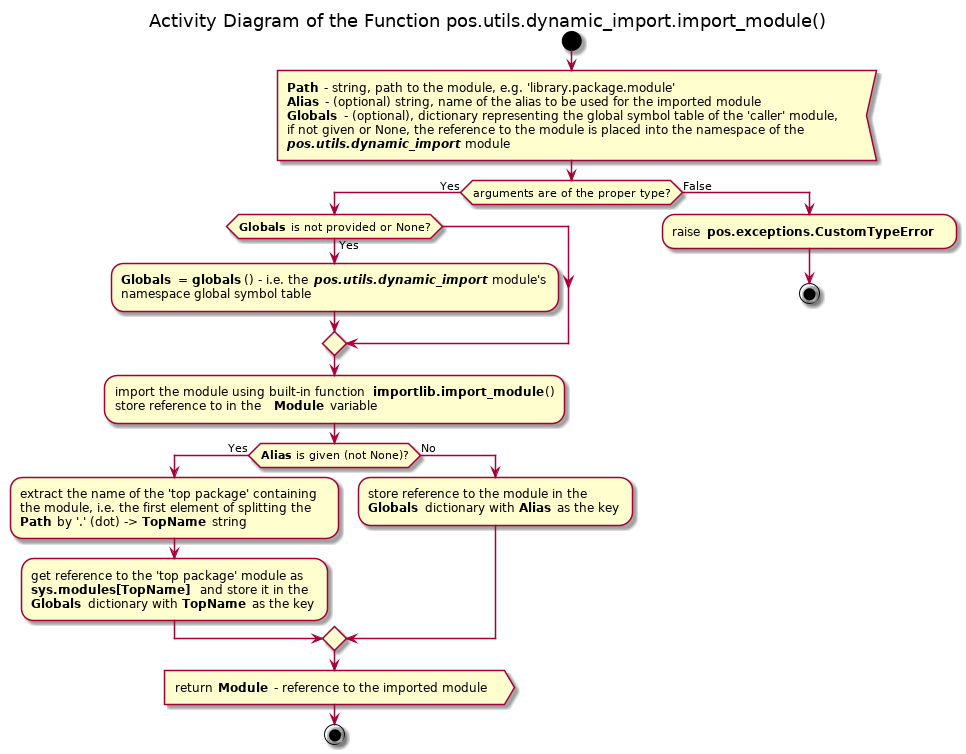 Activity Diagram of the Function pos.utils.dynamic_import.import_module()
Path - string, path to the module, e.g. 'library.package.module'
Alias - (optional) string, name of the alias to be used for the imported module
Globals - (optional), dictionary representing the global symbol table of the 'caller' module,
if not given or None, the reference to the module is placed into the namespace of the
pos.utils.dynamic_import module
Yes
arguments are of the proper type?
False
Globals is not provided or None?
raise pos.exceptions.CustomTypeError
Yes
Globals = globals() - i.e. the pos.utils.dynamic_import module's
namespace global symbol table
import the module using built-in function importlib.import_module()
store reference to in the Module variable
Yes
Alias is given (not None)?
No
extract the name of the 'top package' containing
the module, i.e. the first element of splitting the
Path by '.' (dot) -> TopName string
store reference to the module in the
Globals dictionary with Alias as the key
get reference to the 'top package' module as
sys.modules[TopName] and store it in the
Globals dictionary with TopName as the key
return Module - reference to the imported module